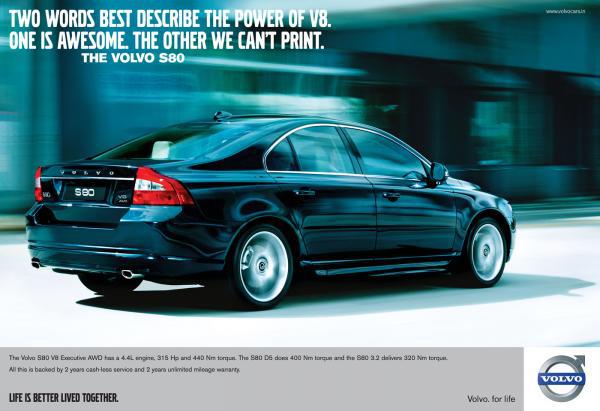 TWO WORDS BEST DESCRIBE THE POWER OF V8.
www.volvocars.in
ONE IS AWESOME. THE OTHER WE CAN'T PRINT.
THE VOLVO S80
VOLVO
S80
V8
AWD
The Volvo S80 V8 Executive AWD has a 4.4L engine, 315 Hp and 440 Nm torque. The S80 D5 does 400 Nm torque and the S80 3.2 delivers 320 Nm torque.
All this is backed by 2 years cash-less service and 2 years unlimited mileage warranty.
LIFE IS BETTER LIVED TOGETHER.
Volvo. for life
VOLVO